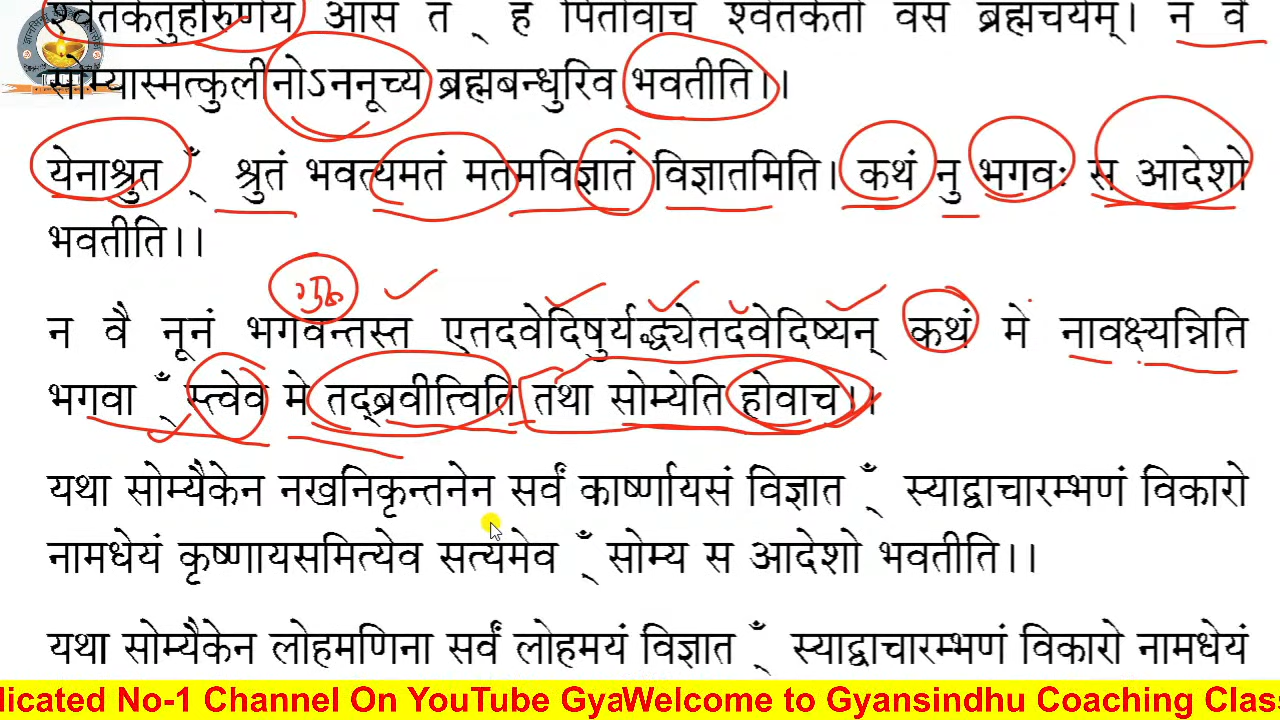 श्वेतकेतुर्हारुणेय आस त ँ् ह पितोवाच श्वेतकेतो वस ब्रह्मचर्यम्। न वै
सोम्यास्मत्कुलीनोऽननूच्य ब्रह्मबन्धुरिव भवतीति।।
येनाश्रुत ँ् श्रुतं भवत्यमतं मतमविज्ञातं विज्ञातमिति। कथं नु भगवः स आदेशो
भवतीति।।
न वै नूनं भगवन्तस्त एतदवेदिषुर्यद्ध्येतदवेदिष्यन् कथं मे नावक्ष्यन्निति
भगवा ँ् स्त्वेव मे तद्ब्रवीत्विति तथा सोम्येति होवाच।।
यथा सोम्यैकेन नखनिकृन्तनेन सर्वं कार्ष्णायसं विज्ञात ँ् स्याद्वाचारम्भणं विकारो
नामधेयं कृष्णायसमित्येव सत्यमेव ँ् सोम्य स आदेशो भवतीति।।
यथा सोम्यैकेन लोहमणिना सर्वं लोहमयं विज्ञात ँ् स्याद्वाचारम्भणं विकारो नामधेयं
dicated No-1 Channel On YouTube GyaWelcome to Gyansindhu Coaching Clas